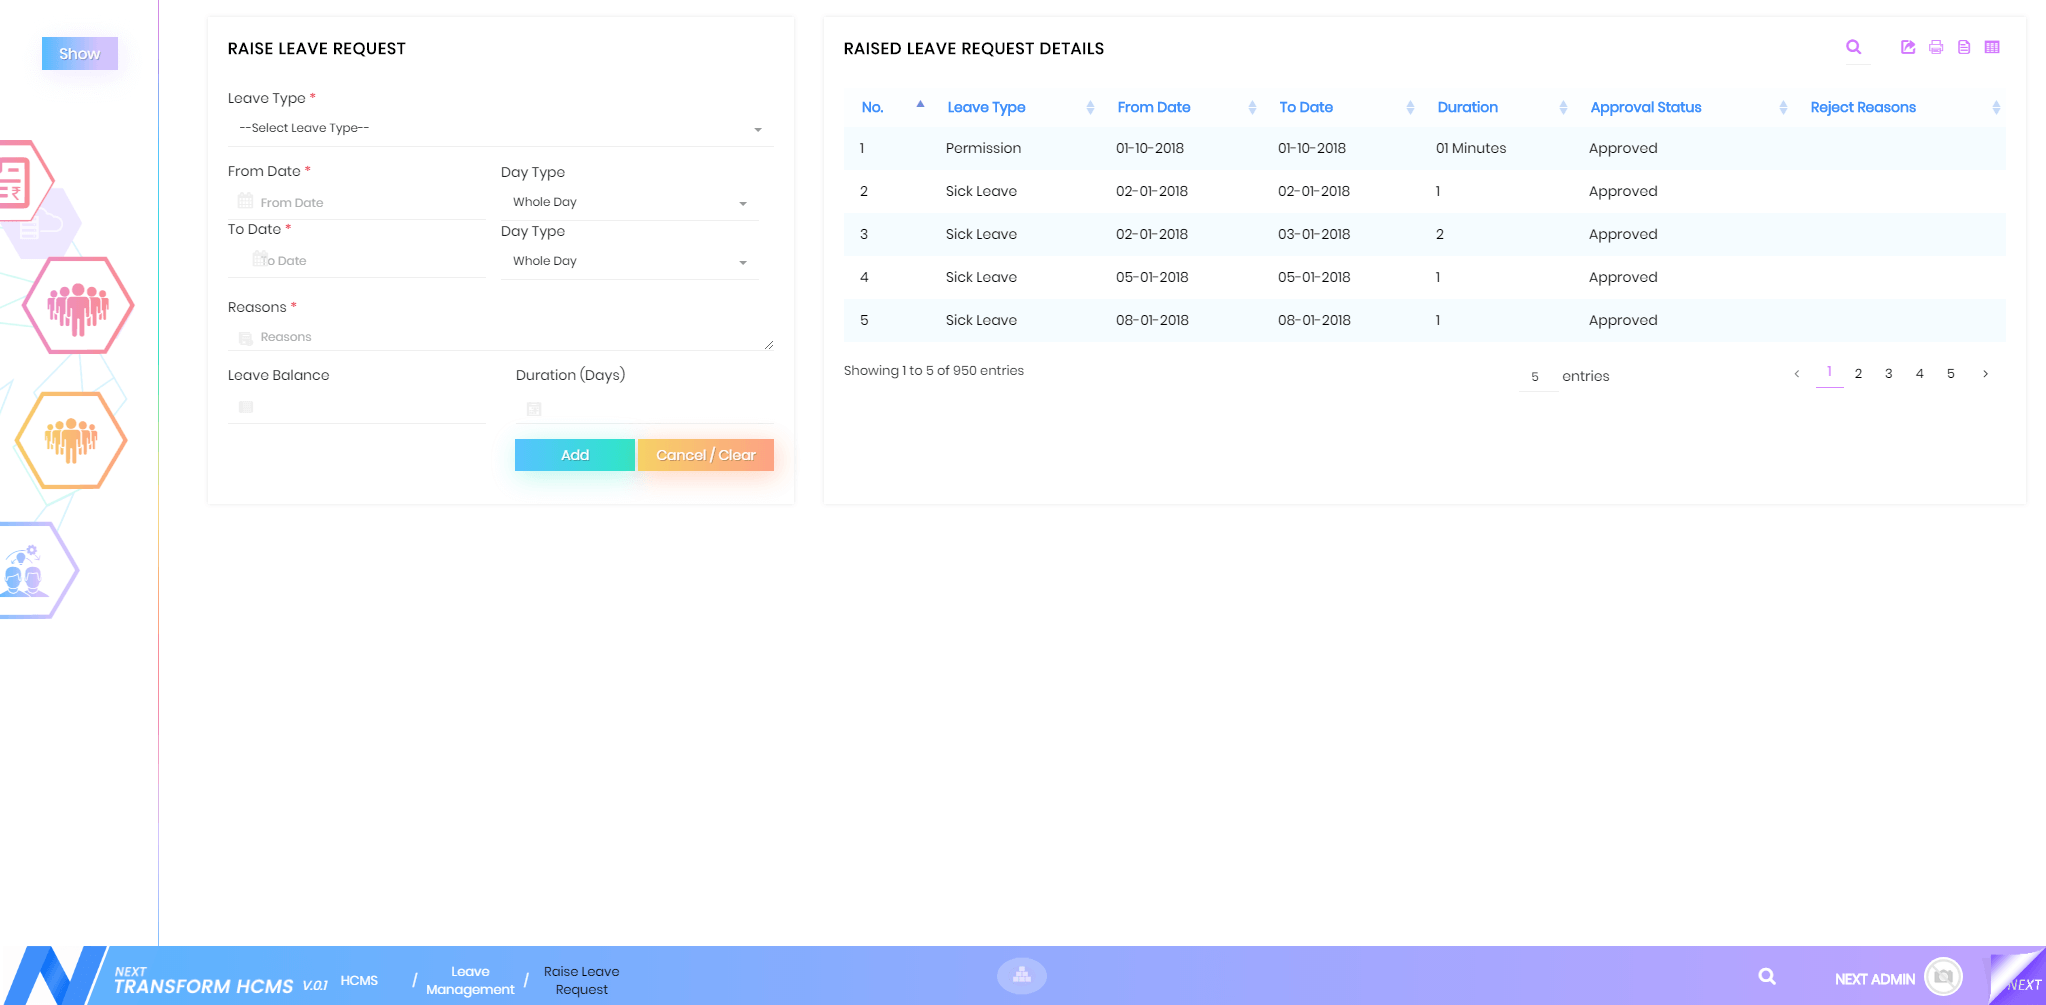 Show
RAISE LEAVE REQUEST
Leave Type *
--Select Leave Type--
From Date *
Day Type
From Date
Whole Day
To Date *
Day Type
To Date
Whole Day
Reasons *
Reasons
Leave Balance
Duration (Days)
Add
Cancel / Clear
RAISED LEAVE REQUEST DETAILS
No. Leave Type From Date To Date Duration Approval Status Reject Reasons
1 Permission 01-10-2018 01-10-2018 01 Minutes Approved
2 Sick Leave 02-01-2018 02-01-2018 1 Approved
3 Sick Leave 02-01-2018 03-01-2018 2 Approved
4 Sick Leave 05-01-2018 05-01-2018 1 Approved
5 Sick Leave 08-01-2018 08-01-2018 1 Approved
Showing 1 to 5 of 950 entries
5 entries
‹ 1 2 3 4 5 ›
NEXT
TRANSFORM HCMS V.0.1
HCMS / Leave Management / Raise Leave Request
NEXT ADMIN
NEXT